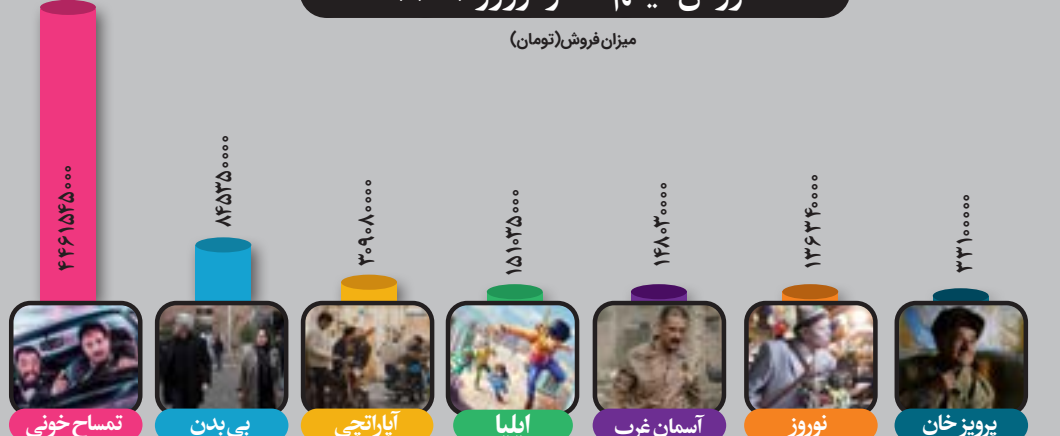 میزان فروش(تومان)
۳۳۱۰۰۰۰۰
۱۳۶۳۴۰۰۰۰
۱۴۸۰۳۰۰۰۰
۱۵۱۰۳۵۰۰۰
۳۰۹۰۸۰۰۰۰
۸۴۵۳۵۰۰۰۰
۴۴۶۱۵۴۵۰۰۰
پرویز خان
نوروز
آسمان غرب
ایلیا
آپاراتچی
بی بدن
تمساح خونی